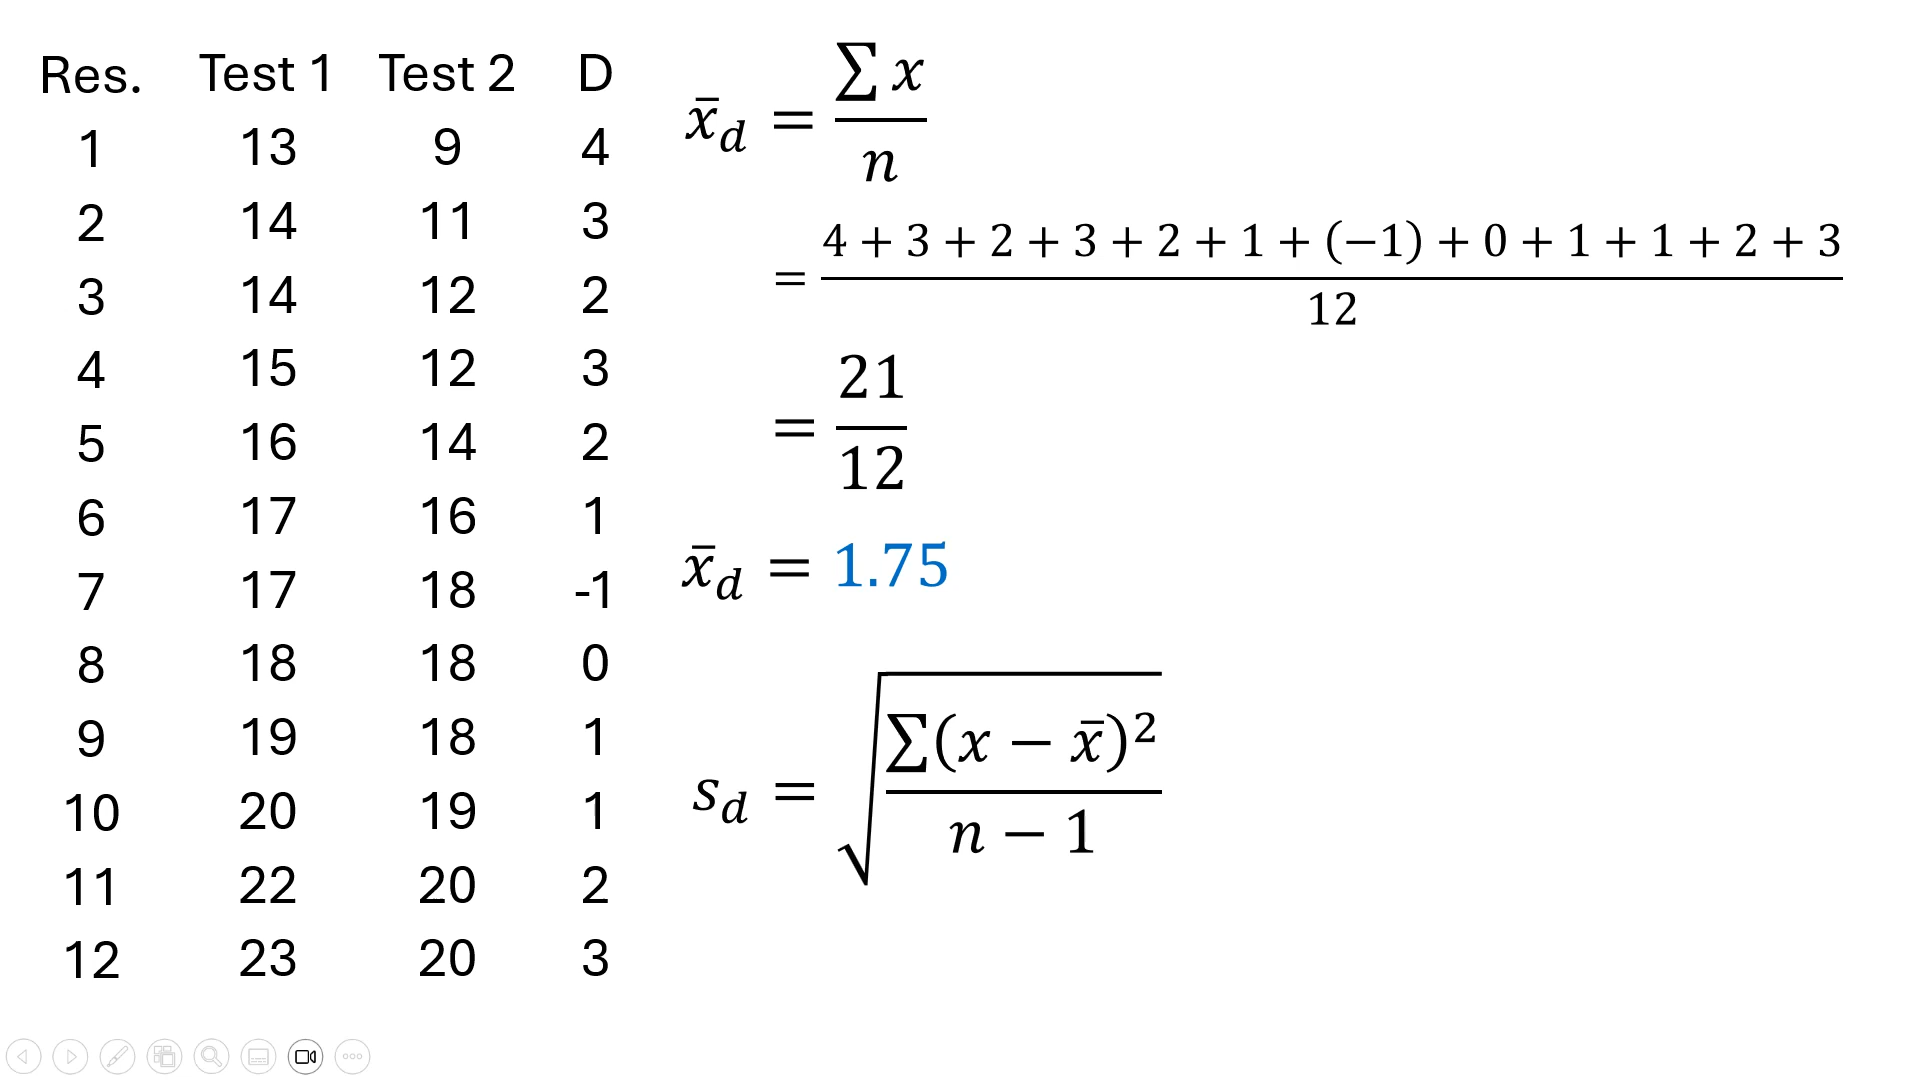 Res. Test 1 Test 2 D
1 13 9 4
2 14 11 3
3 14 12 2
4 15 12 3
5 16 14 2
6 17 16 1
7 17 18 -1
8 18 18 0
9 19 18 1
10 20 19 1
11 22 20 2
12 23 20 3
x̄_d = ∑x / n
= 4 + 3 + 2 + 3 + 2 + 1 + (−1) + 0 + 1 + 1 + 2 + 3 / 12
= 21 / 12
x̄_d = 1.75
s_d = √(∑(x − x̄)² / n − 1)